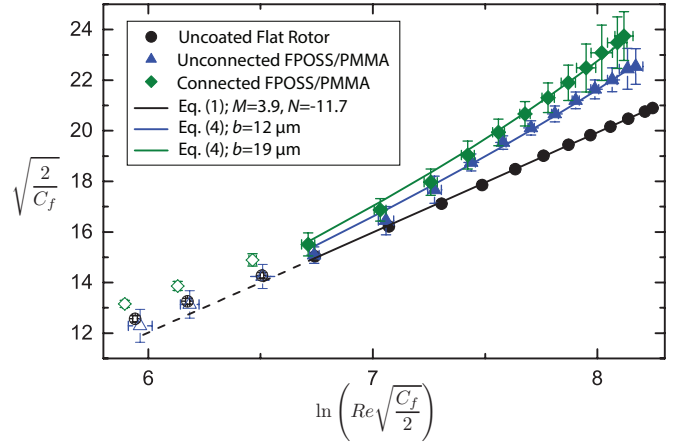 24
22
20
18
16
14
12
√(2/C_f)
Uncoated Flat Rotor
Unconnected FPOSS/PMMA
Connected FPOSS/PMMA
Eq. (1); M=3.9, N=-11.7
Eq. (4); b=12 μm
Eq. (4); b=19 μm
6 7 8
ln(Re√(C_f/2))